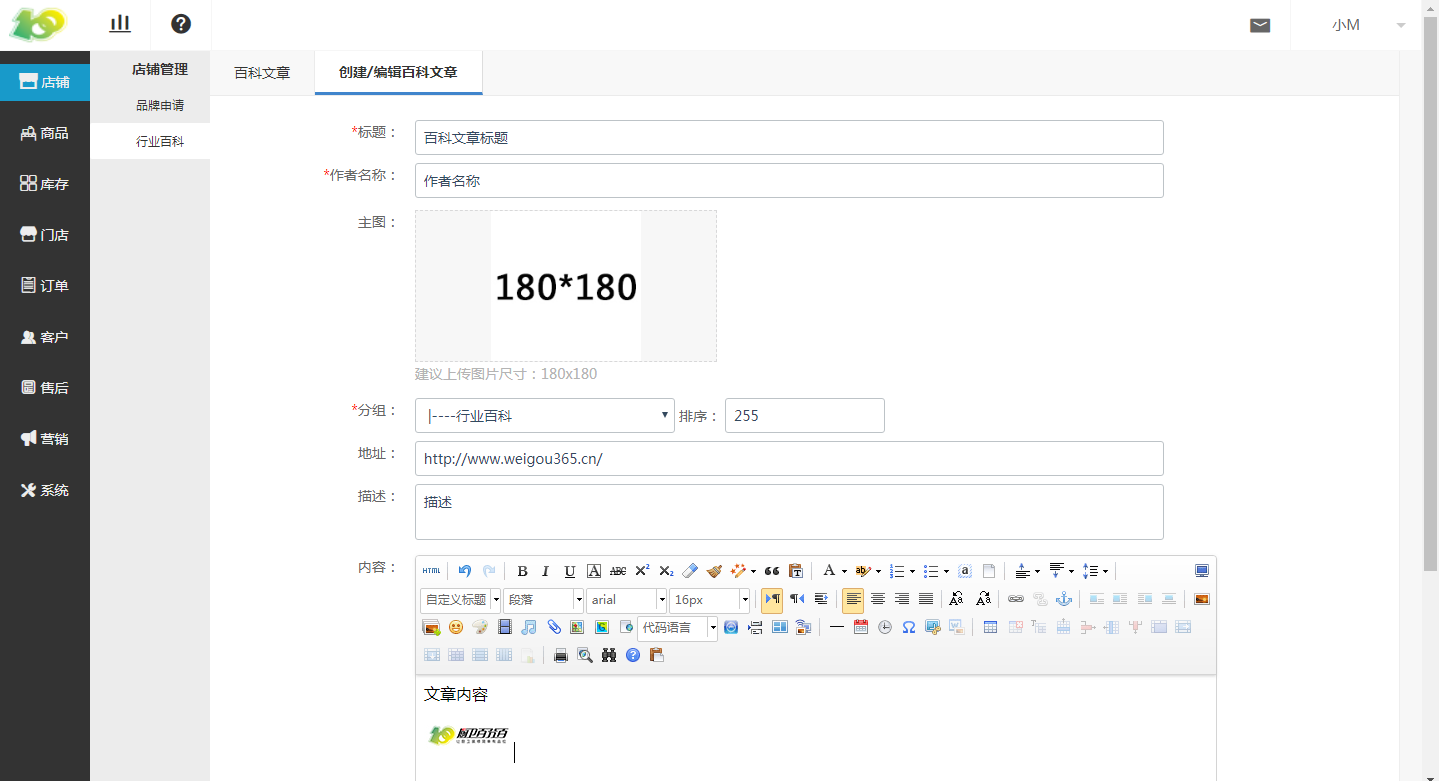 小M
店铺
商品
库存
门店
订单
客户
售后
营销
系统
店铺管理
品牌申请
行业百科
百科文章
创建/编辑百科文章
*标题：
百科文章标题
*作者名称：
作者名称
主图：
180*180
建议上传图片尺寸：180x180
*分组：
|----行业百科
排序：
255
地址：
http://www.weigou365.cn/
描述：
描述
内容：
HTML
B I U A ABC X² X₂
自定义标题
段落
arial
16px
代码语言
文章内容